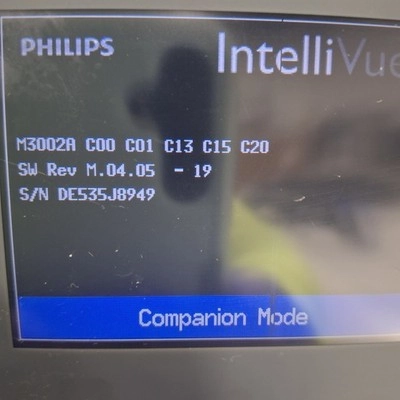 PHILIPS
IntelliVue
M3002A C00 C01 C13 C15 C20
SW Rev M.04.05 - 19
S/N DE535J8949
Companion Mode